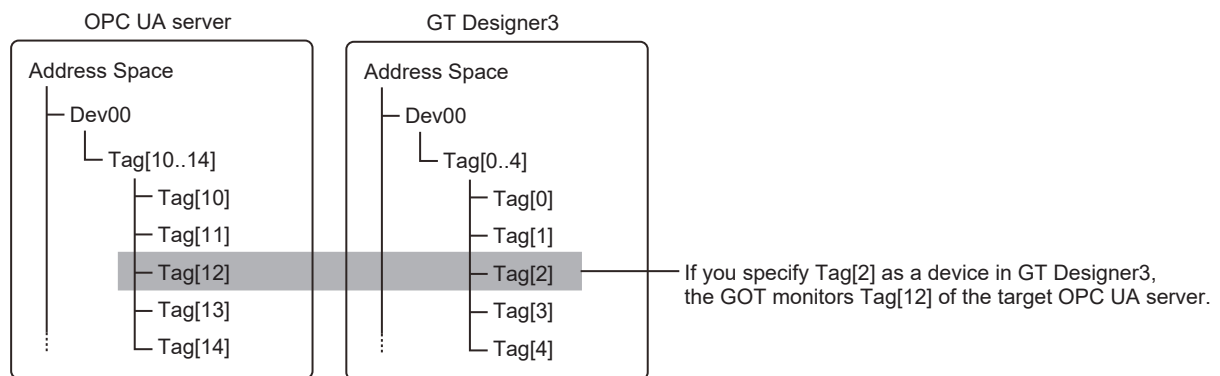 OPC UA server
Address Space
Dev00
Tag[10..14]
Tag[10]
Tag[11]
Tag[12]
Tag[13]
Tag[14]
GT Designer3
Address Space
Dev00
Tag[0..4]
Tag[0]
Tag[1]
Tag[2]
Tag[3]
Tag[4]
If you specify Tag[2] as a device in GT Designer3,
the GOT monitors Tag[12] of the target OPC UA server.